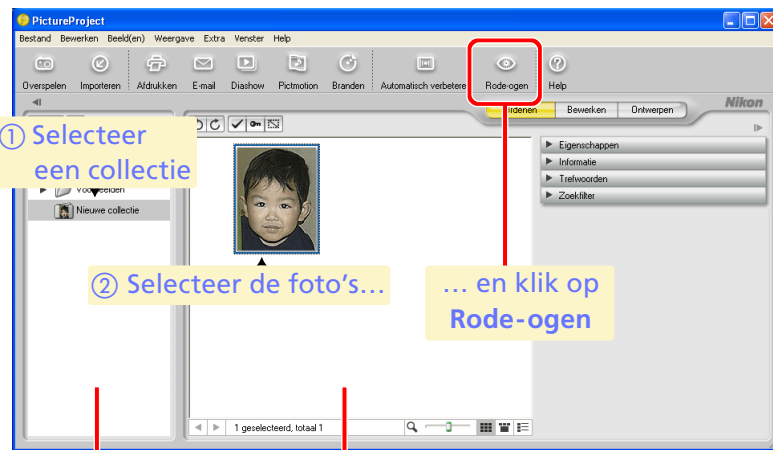 PictureProject
Bestand Bewerken Beeld(en) Weergave Extra Venster Help
Overspelen Importeren Afdrukken E-mail Diashow Pictmotion Branden Automatisch verbetere Rode-ogen Help
Bewerken Ontwerpen Nikon
① Selecteer
een collectie
Nieuwe collectie
Eigenschappen
Informatie
Trefwoorden
Zoekfilter
② Selecteer de foto's...
... en klik op
Rode-ogen
1 geselecteerd, totaal 1